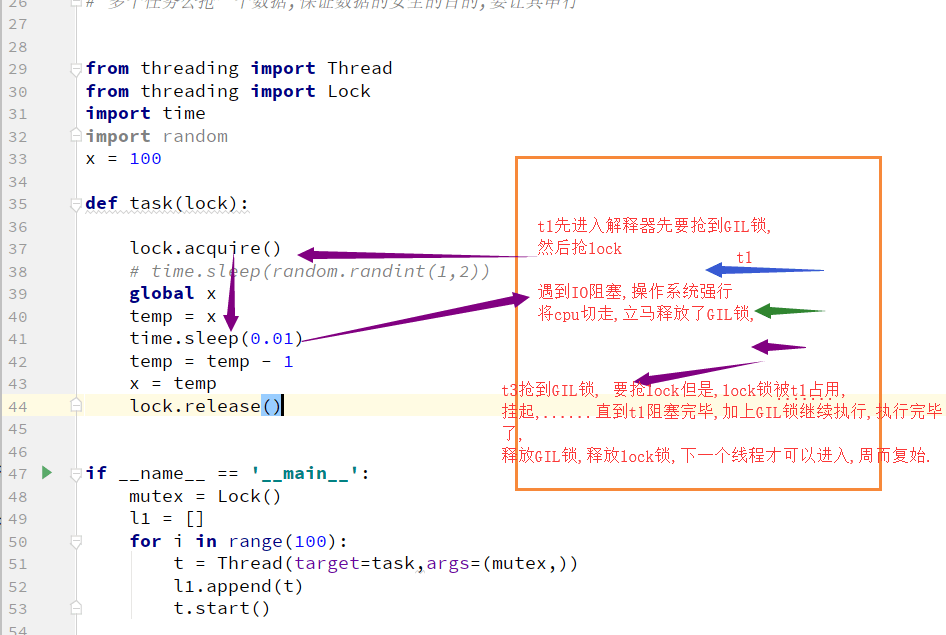 26 # 多个任务公抢一个数据,保证数据的安全的目的,要让其串行
27
28
29 from threading import Thread
30 from threading import Lock
31 import time
32 import random
33 x = 100
34
35 def task(lock):
36
37 lock.acquire()
38 # time.sleep(random.randint(1,2))
39 global x
40 temp = x
41 time.sleep(0.01)
42 temp = temp - 1
43 x = temp
44 lock.release()
45
46
47 if __name__ == '__main__':
48 mutex = Lock()
49 l1 = []
50 for i in range(100):
51 t = Thread(target=task,args=(mutex,))
52 l1.append(t)
53 t.start()
54
t1先进入解释器先要抢到GIL锁,
然后抢lock
t1
遇到IO阻塞,操作系统强行
将cpu切走,立马释放了GIL锁,
t3抢到GIL锁, 要抢lock但是,lock锁被t1占用,
挂起,......直到t1阻塞完毕,加上GIL锁继续执行,执行完毕
了,
释放GIL锁,释放lock锁,下一个线程才可以进入,周而复始.